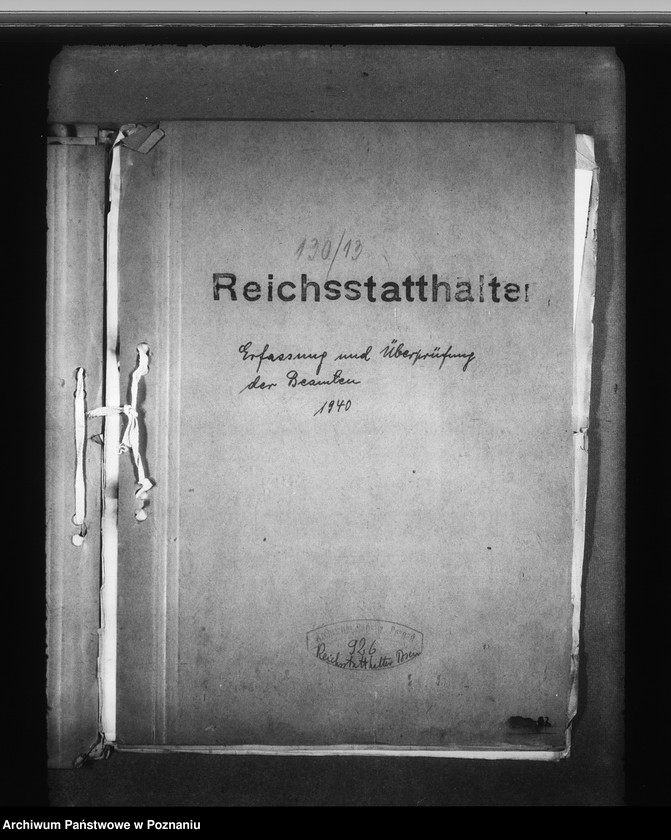 130/13
Reichsstatthalter
Erfassung und Überprüfung
der Beamten
1940
926
Reichsstatthalter Posen
Archiwum Państwowe w Poznaniu